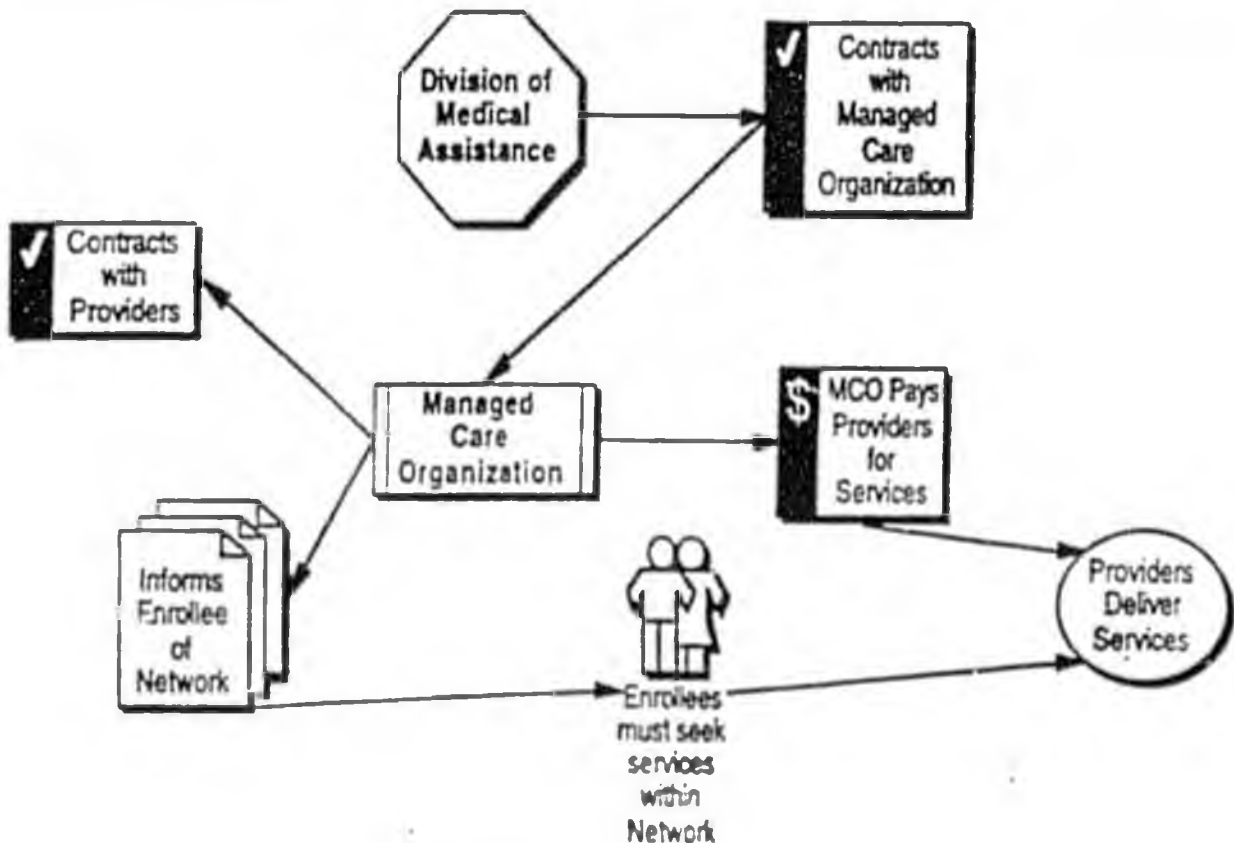 Division of
Medical
Assistance
Contracts
with
Managed
Care
Organization
Contracts
with
Providers
Managed
Care
Organization
$
MCO Pays
Providers
for
Services
Informs
Enrollee
of
Network
Enrollees
must seek
services
within
Network
Providers
Deliver
Services